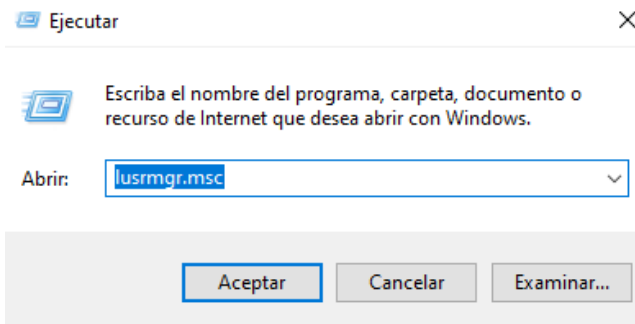 Ejecutar
Escriba el nombre del programa, carpeta, documento o
recurso de Internet que desea abrir con Windows.
Abrir: lusrmgr.msc
Aceptar Cancelar Examinar...